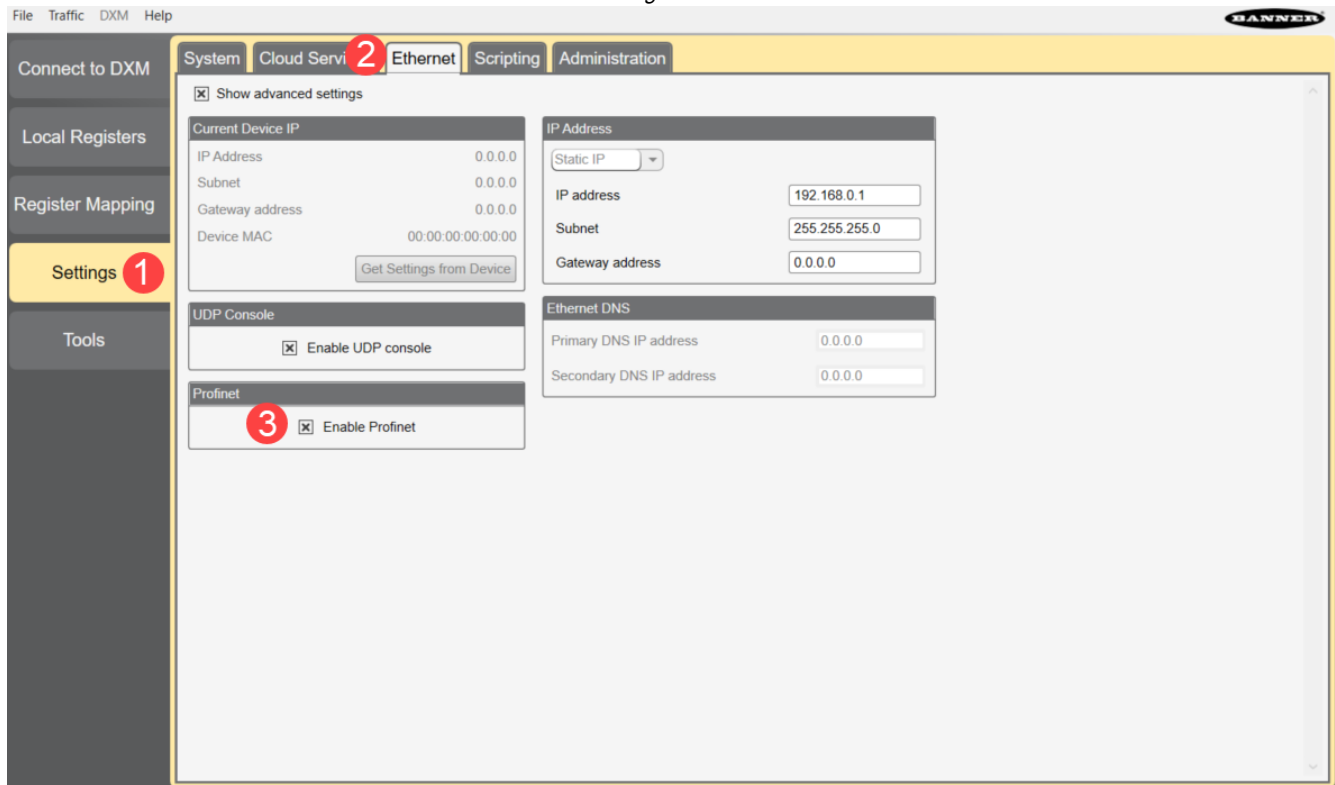 File Traffic DXM Help
BANNER
Connect to DXM
Local Registers
Register Mapping
Settings 1
Tools
System Cloud Servi 2 Ethernet Scripting Administration
Show advanced settings
Current Device IP
IP Address 0.0.0.0
Subnet 0.0.0.0
Gateway address 0.0.0.0
Device MAC 00:00:00:00:00:00
Get Settings from Device
UDP Console
Enable UDP console
Profinet
3 Enable Profinet
IP Address
Static IP
IP address 192.168.0.1
Subnet 255.255.255.0
Gateway address 0.0.0.0
Ethernet DNS
Primary DNS IP address 0.0.0.0
Secondary DNS IP address 0.0.0.0